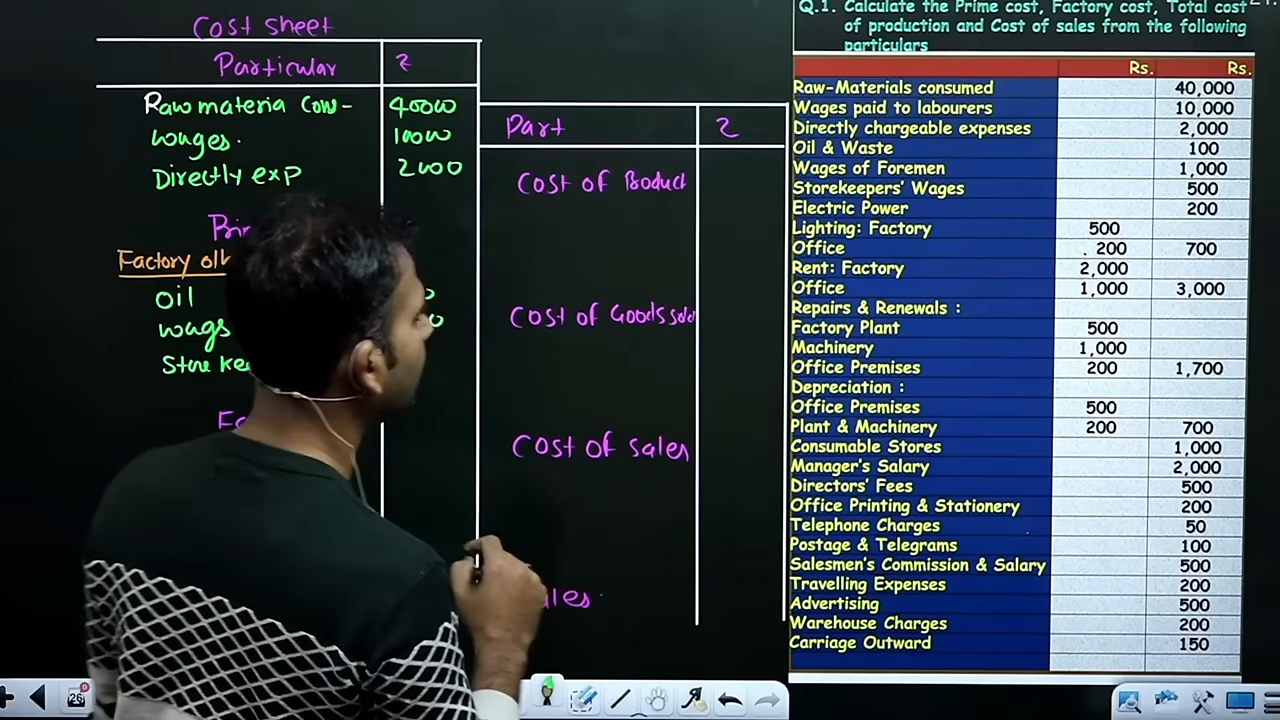 Cost sheet
Particular ₹
Raw materia Con- 40000
wages. 10000
Directly exp 2000
Factory
oil
wags
Store
Part ₹
Cost of Product
Cost of Goods sold
Cost of sales
Q.1. Calculate the Prime cost, Factory cost, Total cost
of production and Cost of sales from the following
particulars
Rs. Rs.
Raw-Materials consumed 40,000
Wages paid to labourers 10,000
Directly chargeable expenses 2,000
Oil & Waste 100
Wages of Foremen 1,000
Storekeepers' Wages 500
Electric Power 200
Lighting: Factory 500
Office . 200 700
Rent: Factory 2,000
Office 1,000 3,000
Repairs & Renewals :
Factory Plant 500
Machinery 1,000
Office Premises 200 1,700
Depreciation :
Office Premises 500
Plant & Machinery 200 700
Consumable Stores 1,000
Manager's Salary 2,000
Directors' Fees 500
Office Printing & Stationery 200
Telephone Charges 50
Postage & Telegrams 100
Salesmen's Commission & Salary 500
Travelling Expenses 200
Advertising 500
Warehouse Charges 200
Carriage Outward 150
26